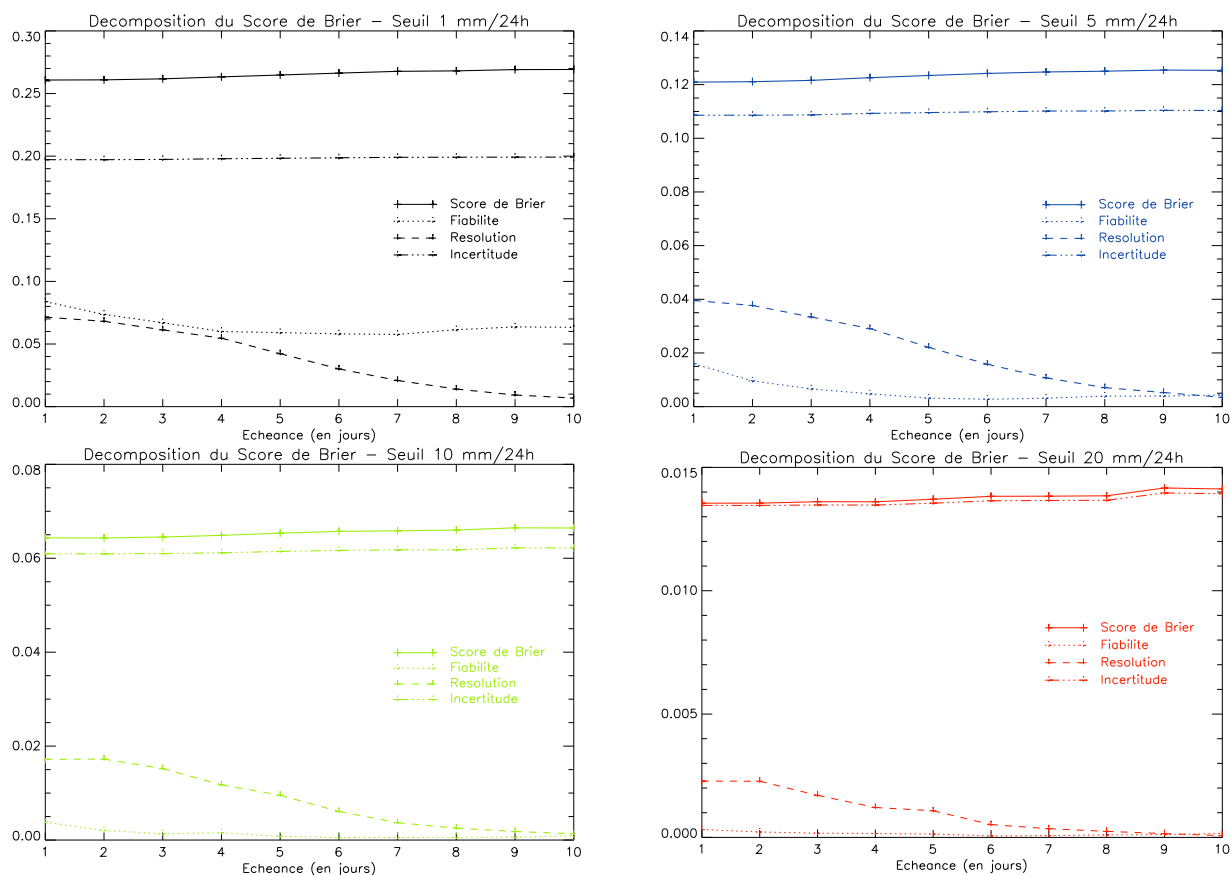 Decomposition du Score de Brier – Seuil 1 mm/24h
0.30
0.25
0.20
0.15
0.10
0.05
0.00
Score de Brier
Fiabilite
Resolution
Incertitude
1 2 3 4 5 6 7 8 9 10
Echeance (en jours)
Decomposition du Score de Brier – Seuil 5 mm/24h
0.14
0.12
0.10
0.08
0.06
0.04
0.02
0.00
Score de Brier
Fiabilite
Resolution
Incertitude
1 2 3 4 5 6 7 8 9 10
Echeance (en jours)
Decomposition du Score de Brier – Seuil 10 mm/24h
0.08
0.06
0.04
0.02
0.00
Score de Brier
Fiabilite
Resolution
Incertitude
1 2 3 4 5 6 7 8 9 10
Echeance (en jours)
Decomposition du Score de Brier – Seuil 20 mm/24h
0.015
0.010
0.005
0.000
Score de Brier
Fiabilite
Resolution
Incertitude
1 2 3 4 5 6 7 8 9 10
Echeance (en jours)